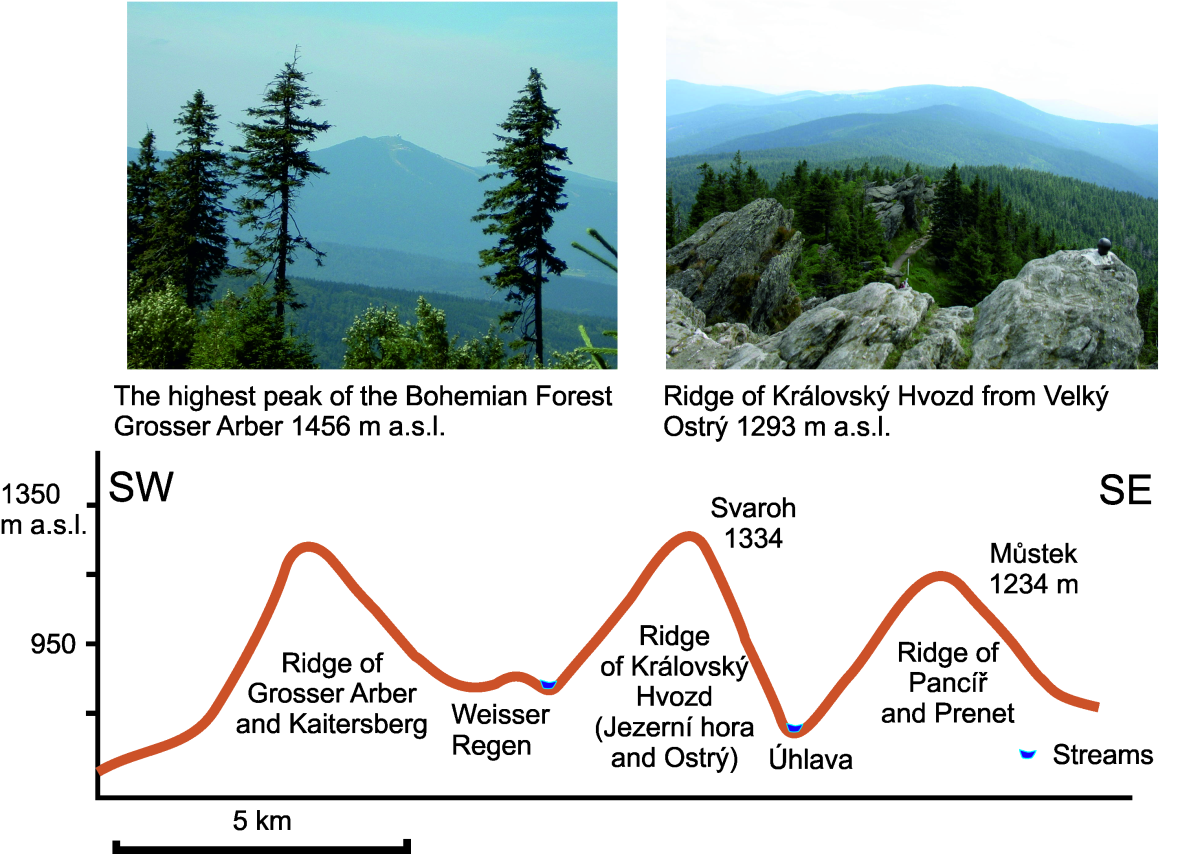 The highest peak of the Bohemian Forest
Grosser Arber 1456 m a.s.l.
Ridge of Královský Hvozd from Velký
Ostrý 1293 m a.s.l.
SW
SE
1350
m a.s.l.
950
Svaroh
1334
Můstek
1234 m
Ridge of
Grosser Arber
and Kaitersberg
Weisser
Regen
Ridge
of Královský
Hvozd
(Jezerní hora
and Ostrý)
Úhlava
Ridge of
Pancíř
and Prenet
Streams
5 km